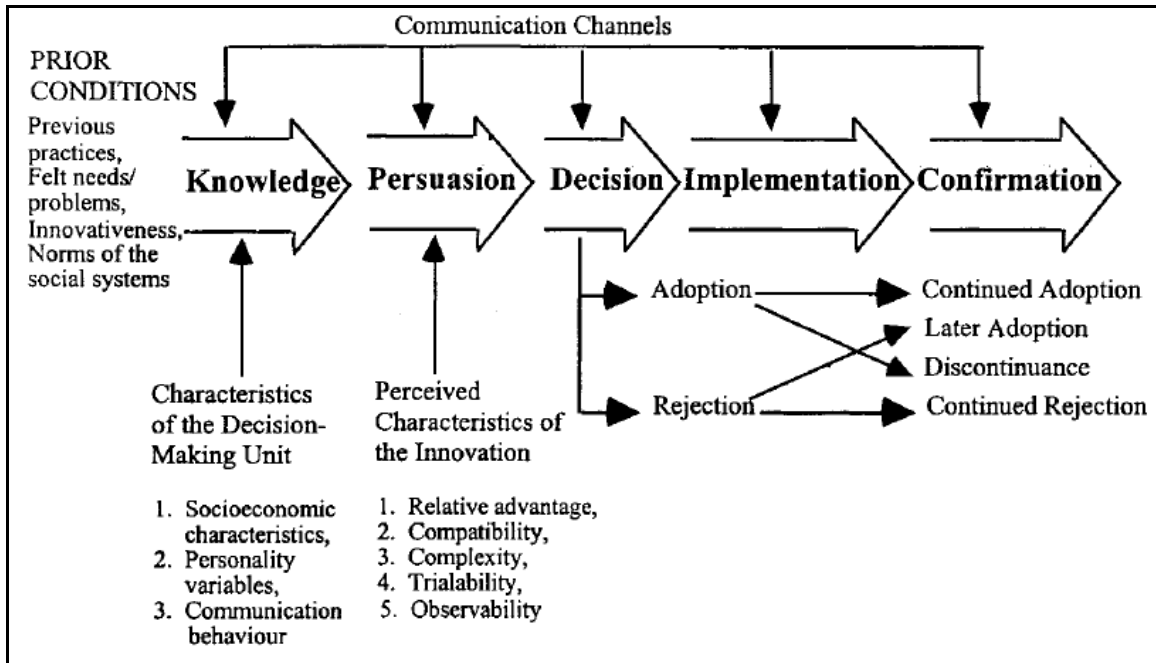 Communication Channels
PRIOR
CONDITIONS
Previous
practices,
Felt needs/
problems,
Innovativeness,
Norms of the
social systems
Knowledge
Persuasion
Decision
Implementation
Confirmation
Adoption
Continued Adoption
Later Adoption
Discontinuance
Rejection
Continued Rejection
Characteristics
of the Decision-
Making Unit
1. Socioeconomic
characteristics,
2. Personality
variables,
3. Communication
behaviour
Perceived
Characteristics of
the Innovation
1. Relative advantage,
2. Compatibility,
3. Complexity,
4. Trialability,
5. Observability